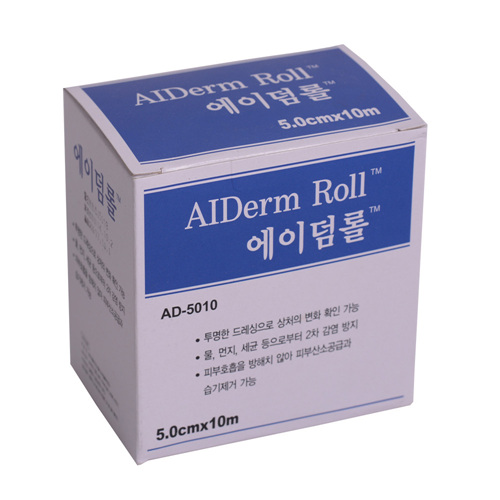 AIDerm Roll™
에이덤롤™
5.0cmx10m
AIDerm Roll™
에이덤롤™
AD-5010
• 투명한 드레싱으로 상처의 변화 확인 가능
• 물, 먼지, 세균 등으로부터 2차 감염 방지
• 피부호흡을 방해치 않아 피부산소공급과
습기제거 가능
5.0cmx10m
에이덤롤™